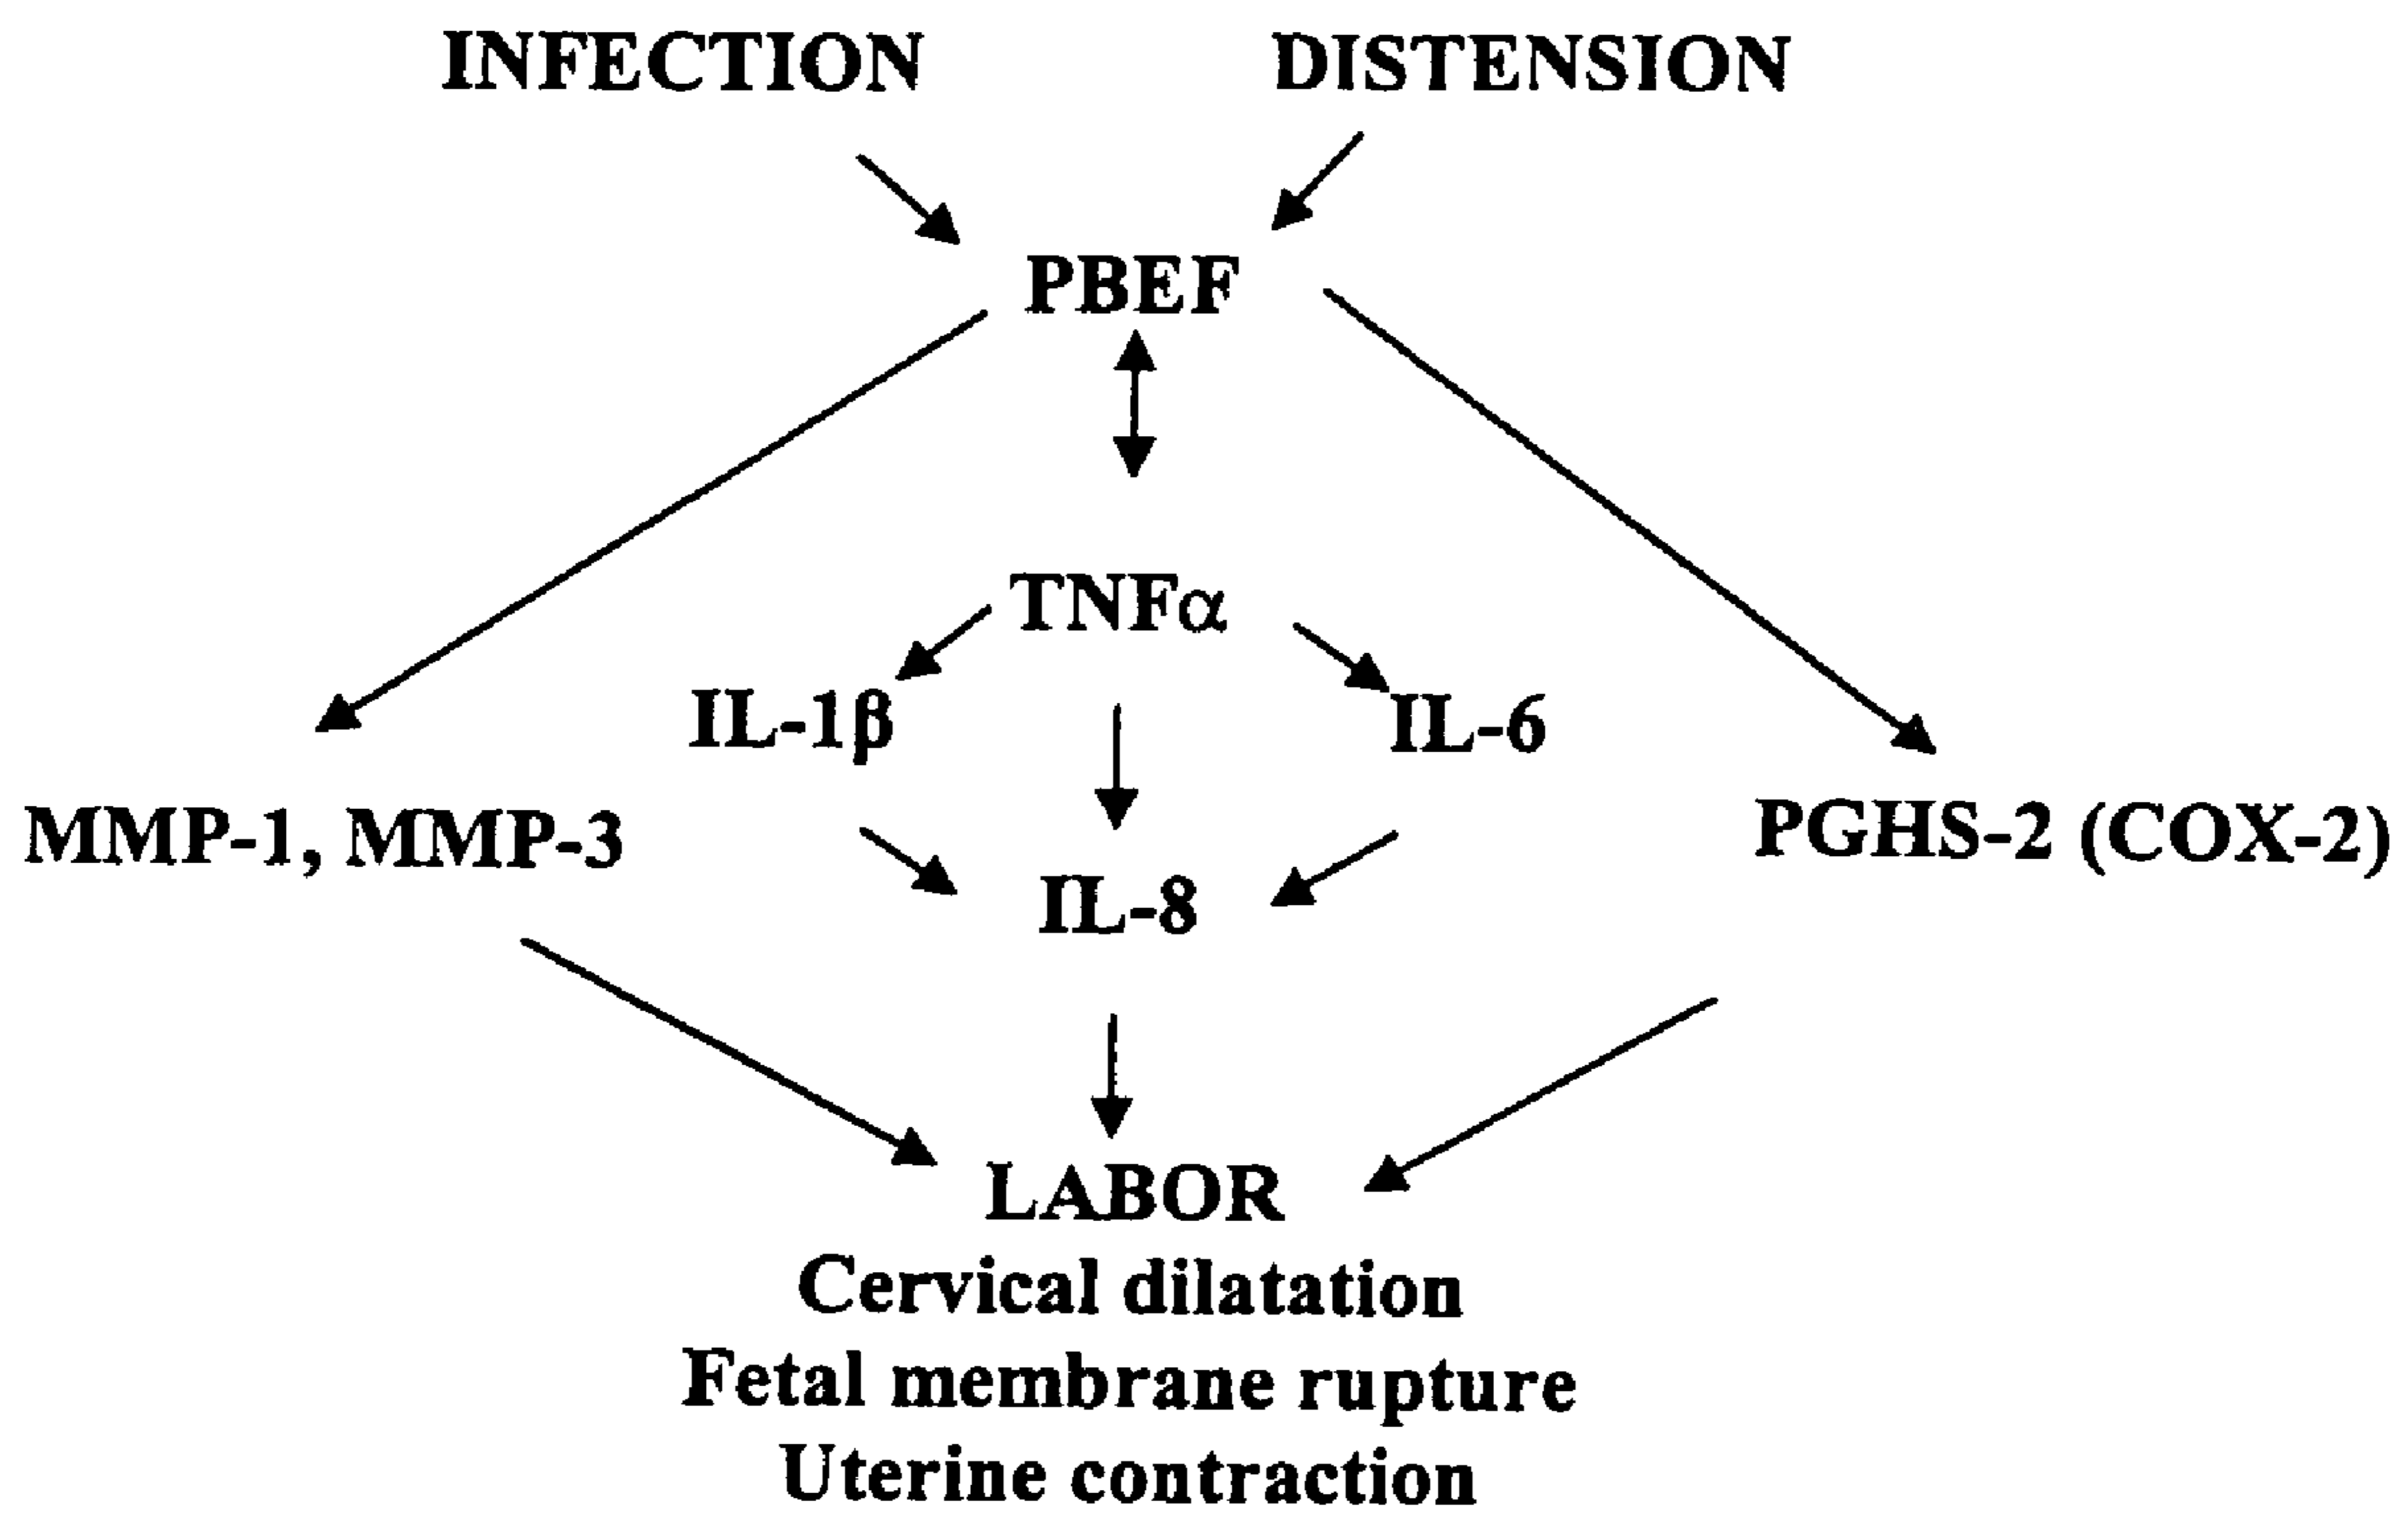 INFECTION DISTENSION
PBEF
TNFα
IL-1β IL-6
MMP-1, MMP-3 PGHS-2 (COX-2)
IL-8
LABOR
Cervical dilatation
Fetal membrane rupture
Uterine contraction